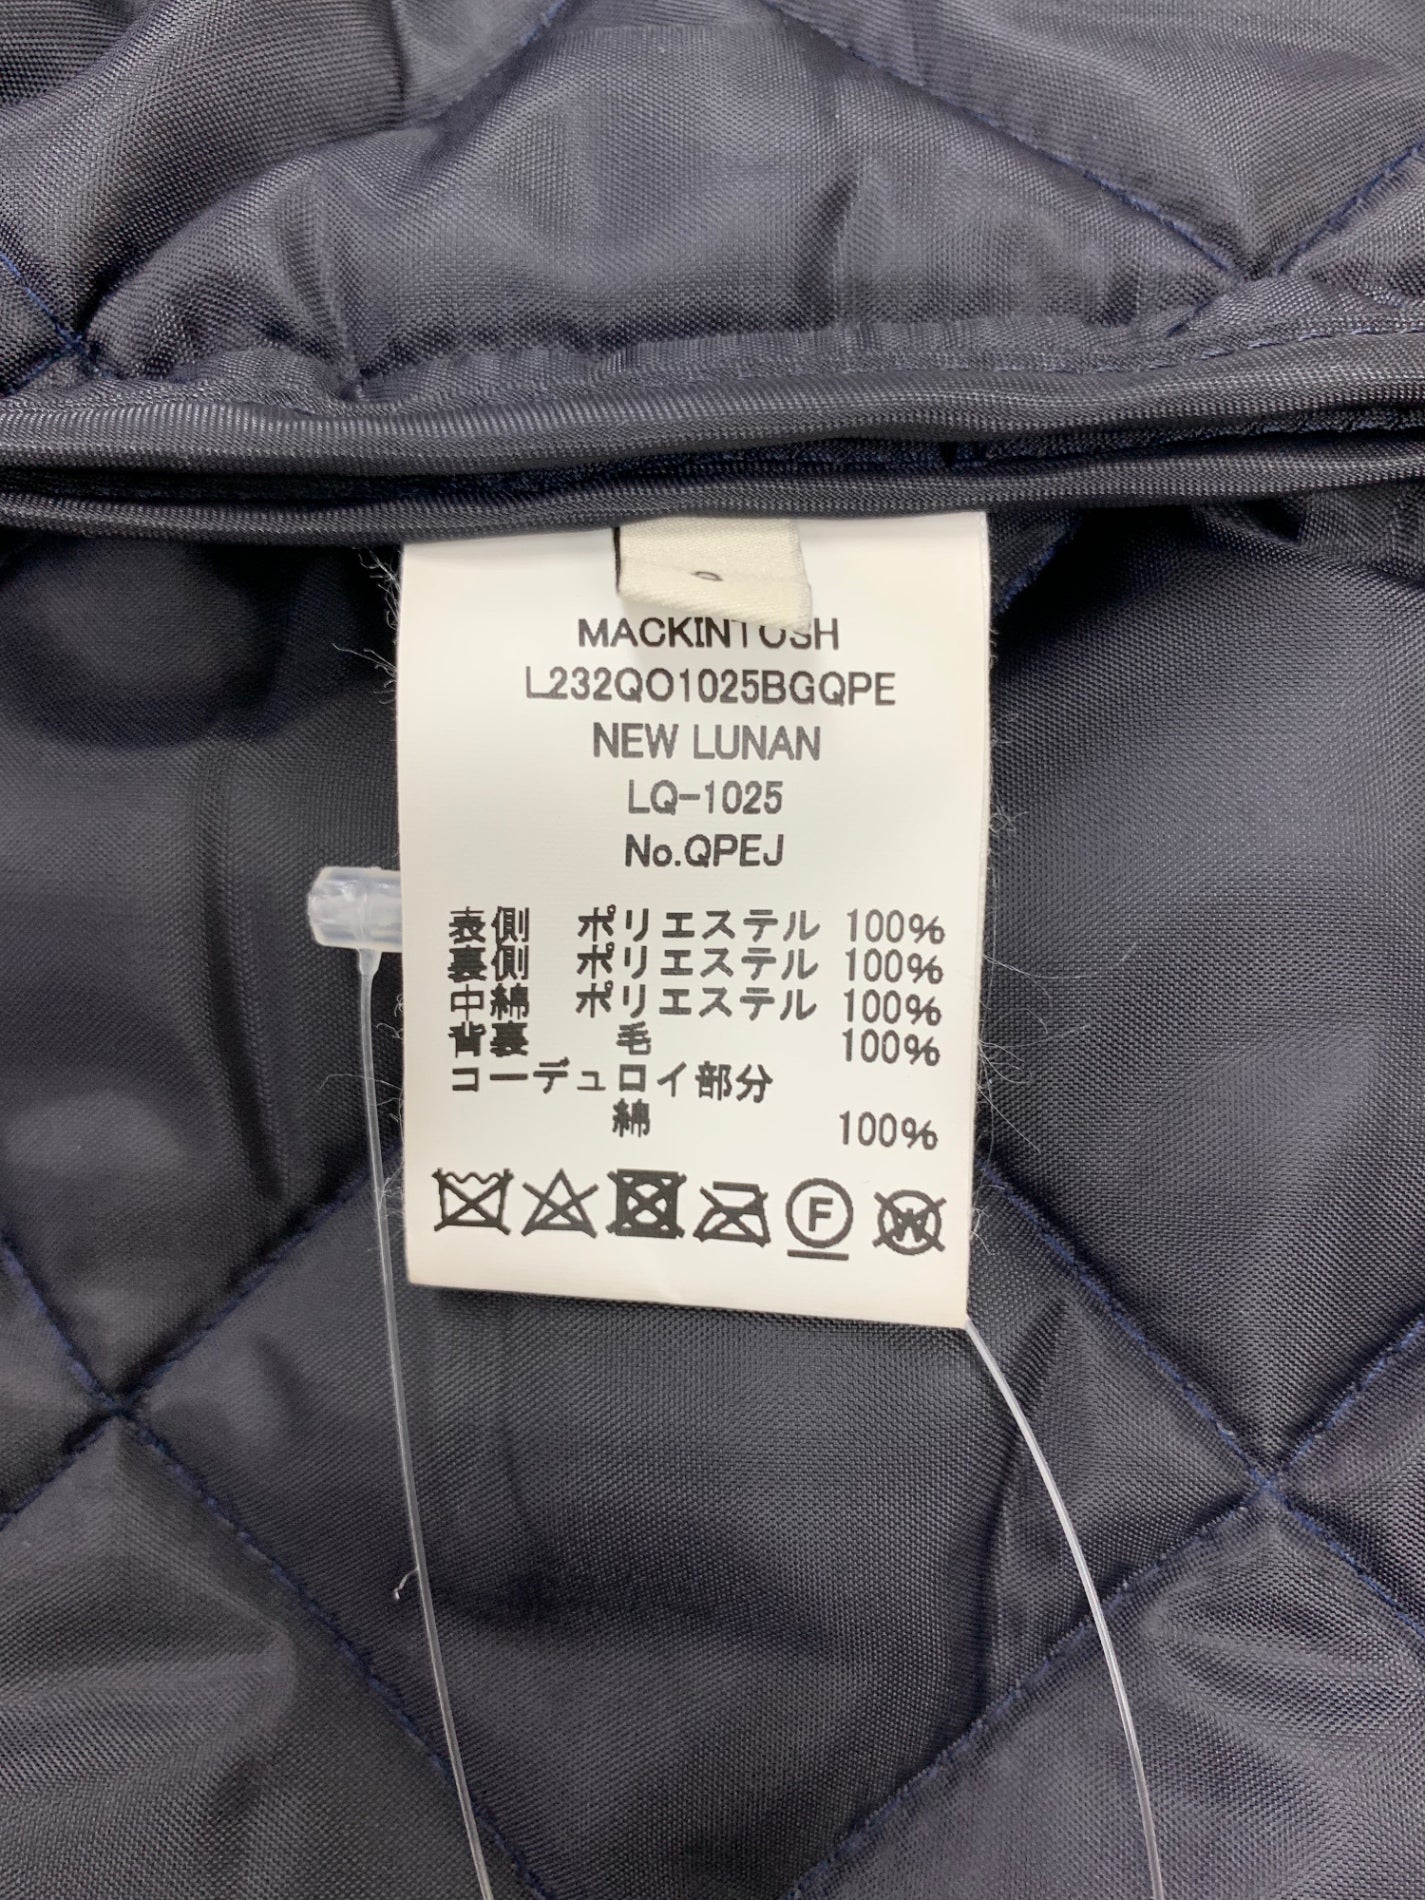 MACKINTOSH
L232QO1025BGQPE
NEW LUNAN
LQ-1025
No.QPEJ
表側 ポリエステル 100%
裏側 ポリエステル 100%
中綿 ポリエステル 100%
背裏 毛 100%
コーデュロイ部分
綿 100%
F
W